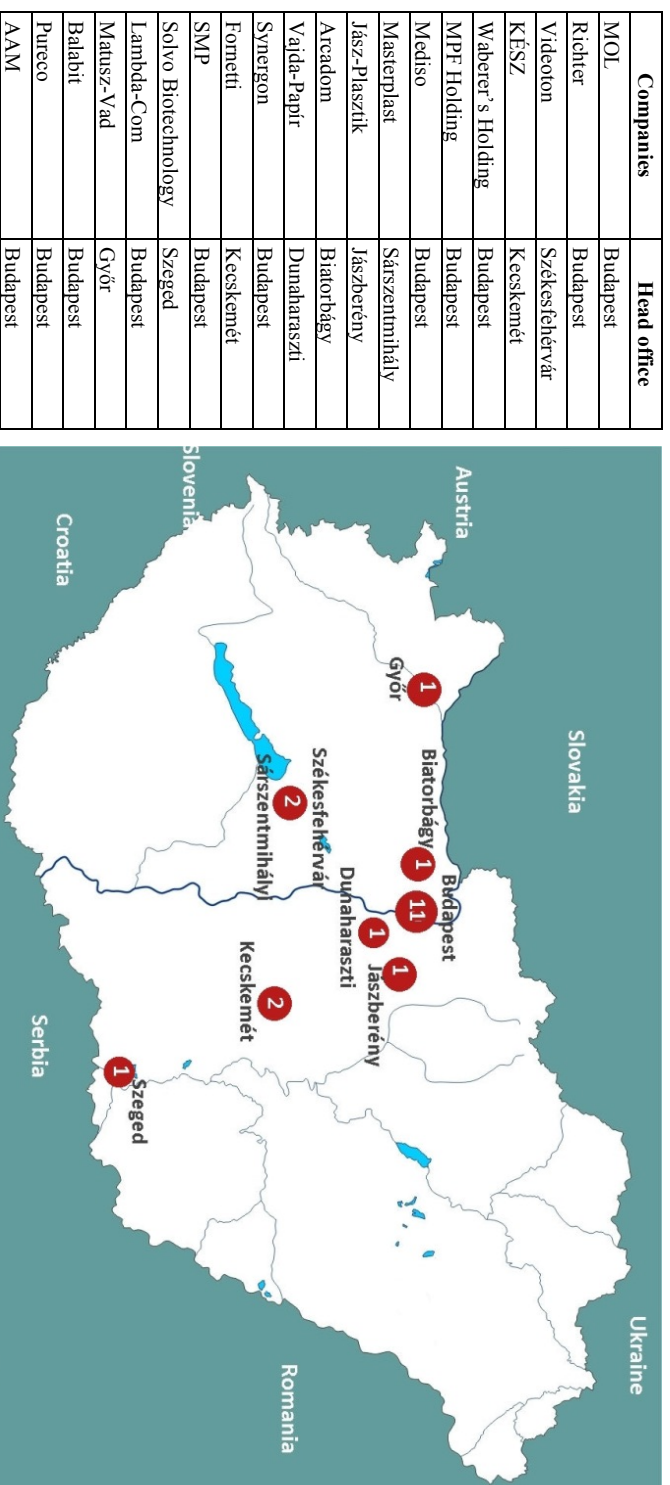 Companies Head office
MOL Budapest
Richter Budapest
Videoton Székesfehérvár
KÉSZ Kecskemét
Waberer’s Holding Budapest
MPF Holding Budapest
Mediso Budapest
Masterplast Sárszentmihály
Jász-Plasztik Jászberény
Arcadom Biatorbágy
Vajda-Papír Dunaharaszti
Synergon Budapest
Fornetti Kecskemét
SMP Budapest
Solvo Biotechnology Szeged
Lambda-Com Budapest
Matusz-Vad Győr
Balabit Budapest
Pureco Budapest
AAM Budapest
Ukraine
Slovakia
Austria
Budapest
Biatorbágy
1
1
11
Győr
1
Jászberény
1
Dunaharaszti
Székesfehérvár
2
Sárszentmihályi
2
Kecskemét
Romania
Slovenia
Szeged
1
Croatia
Serbia